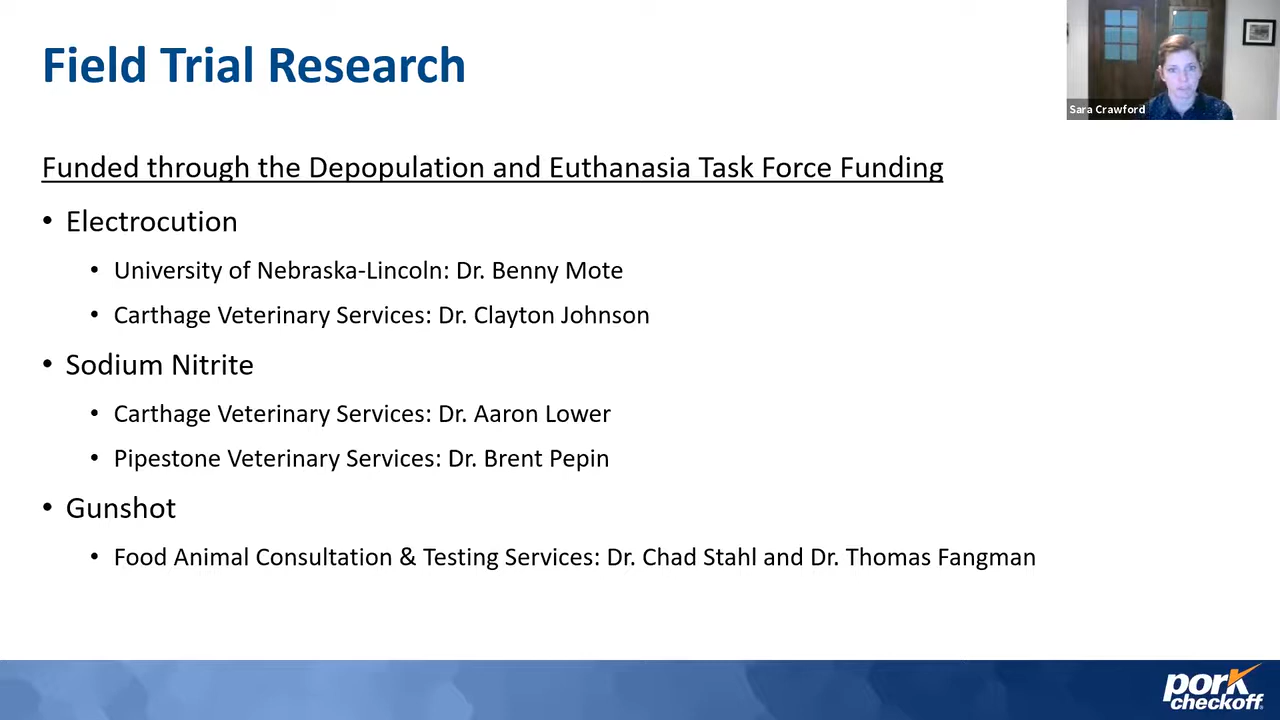 Field Trial Research
Sara Crawford
Funded through the Depopulation and Euthanasia Task Force Funding
• Electrocution
• University of Nebraska-Lincoln: Dr. Benny Mote
• Carthage Veterinary Services: Dr. Clayton Johnson
• Sodium Nitrite
• Carthage Veterinary Services: Dr. Aaron Lower
• Pipestone Veterinary Services: Dr. Brent Pepin
• Gunshot
• Food Animal Consultation & Testing Services: Dr. Chad Stahl and Dr. Thomas Fangman
pork
checkoff®